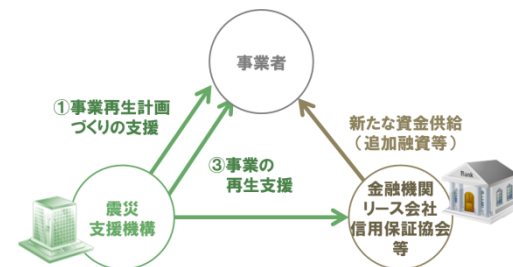 事業者
①事業再生計画
づくりの支援
新たな資金供給
（追加融資等）
③事業の
再生支援
震災
支援機構
金融機関
リース会社
信用保証協会
等
Bank